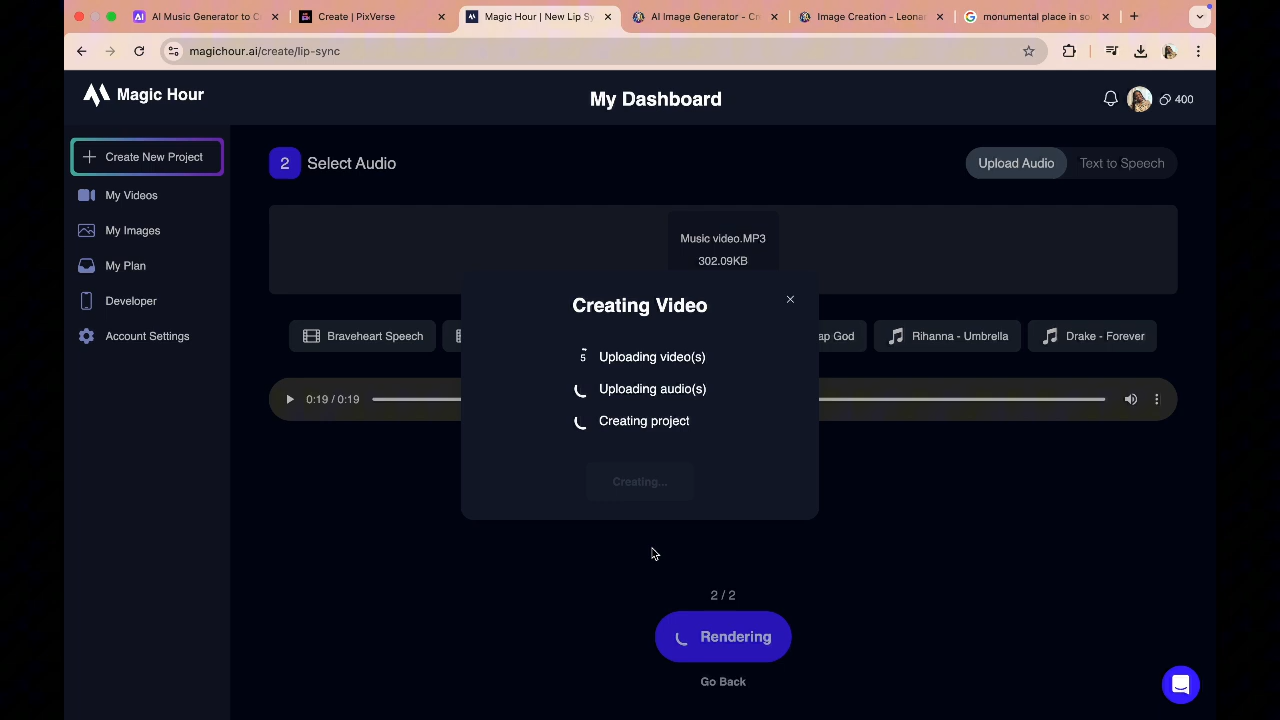 AI Music Generator to C
Create | PixVerse
Magic Hour | New Lip Sy
AI Image Generator - Cre
Image Creation - Leonar
monumental place in so
magichour.ai/create/lip-sync
Magic Hour
My Dashboard
400
Create New Project
My Videos
My Images
My Plan
Developer
Account Settings
2 Select Audio
Upload Audio
Text to Speech
Music video.MP3
302.09KB
Braveheart Speech
ap God
Rihanna - Umbrella
Drake - Forever
0:19 / 0:19
Creating Video
5 Uploading video(s)
Uploading audio(s)
Creating project
Creating...
2 / 2
Rendering
Go Back